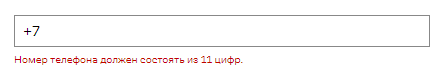 +7
Номер телефона должен состоять из 11 цифр.